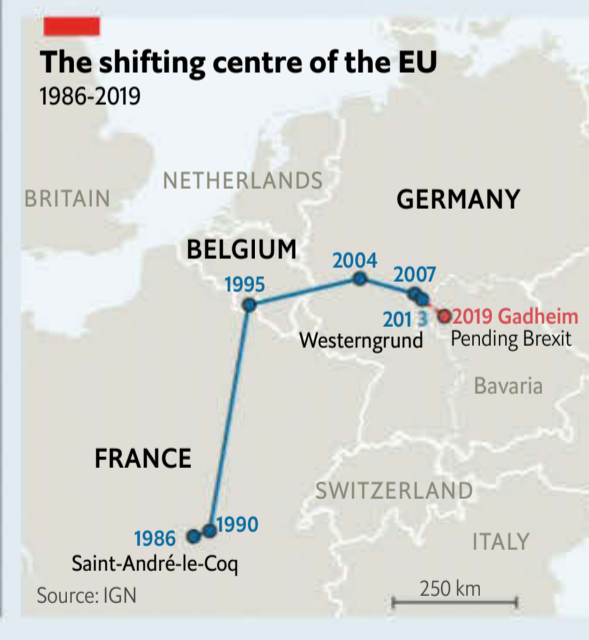 The shifting centre of the EU
1986-2019
BRITAIN
NETHERLANDS
GERMANY
BELGIUM
1995
2004
2007
2013
2019 Gadheim
Westerngrund
Pending Brexit
Bavaria
FRANCE
SWITZERLAND
1986
1990
Saint-André-le-Coq
ITALY
Source: IGN
250 km